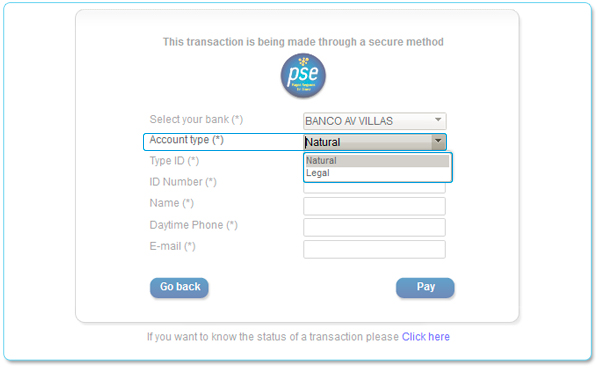 This transaction is being made through a secure method
pse
Select your bank (*) BANCO AV VILLAS
Account type (*) Natural
Type ID (*) Natural
Legal
ID Number (*)
Name (*)
Daytime Phone (*)
E-mail (*)
Go back Pay
If you want to know the status of a transaction please Click here